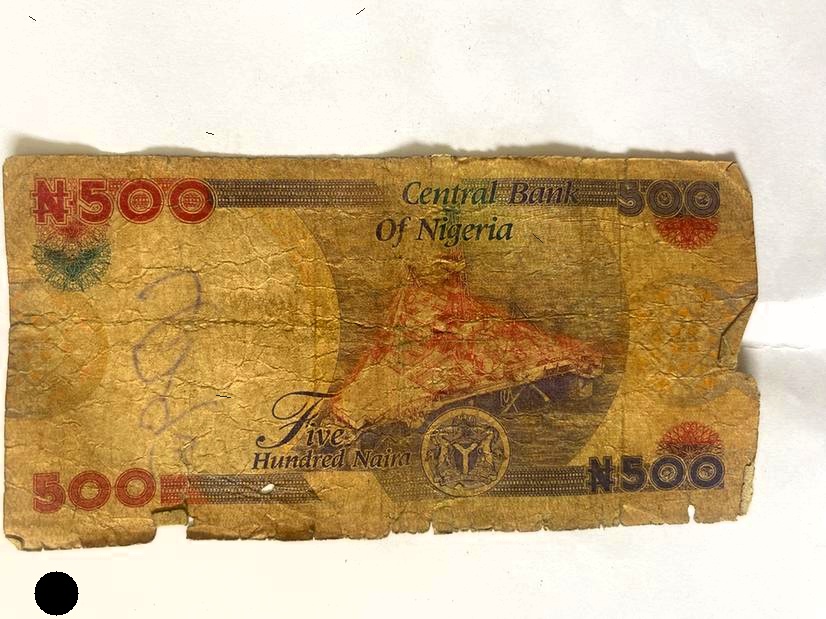 ₦500
Central Bank
Of Nigeria
500
Five
Hundred Naira
500₦
₦500